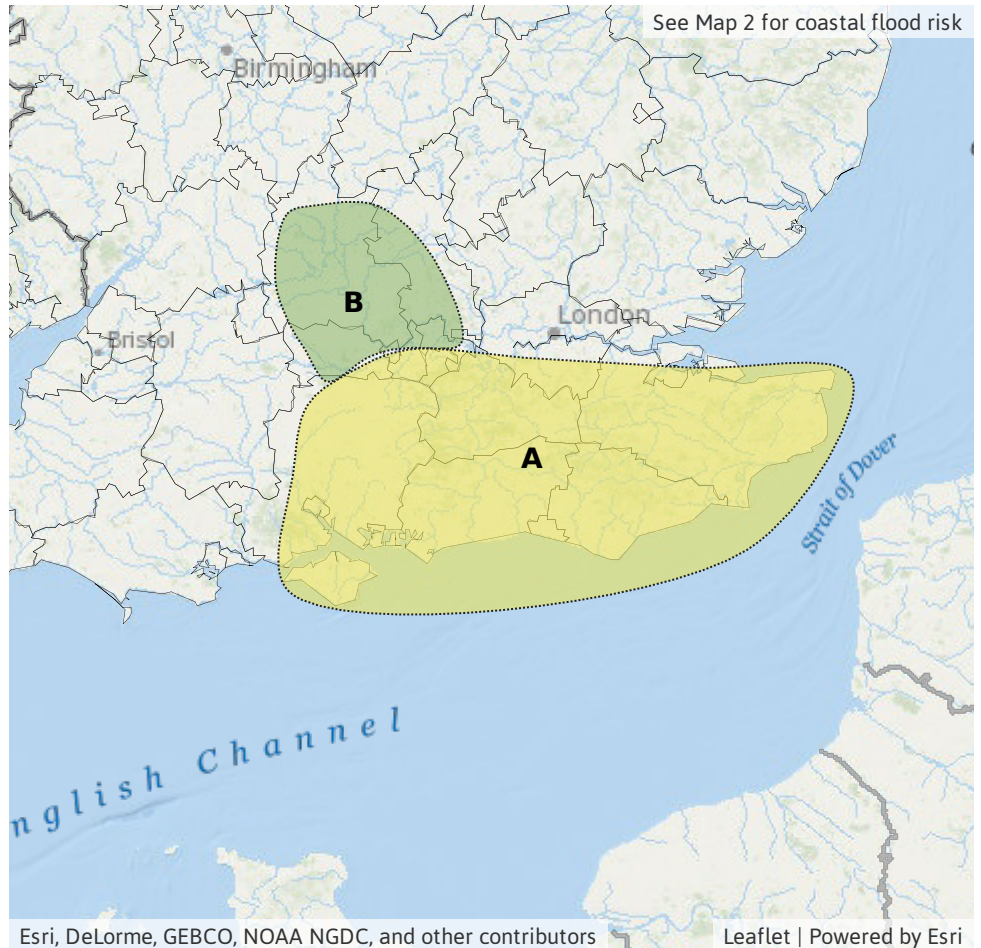 See Map 2 for coastal flood risk
Birmingham
B
London
Bristol
A
Strait of Dover
nglish Channel
Esri, DeLorme, GEBCO, NOAA NGDC, and other contributors
Leaflet | Powered by Esri